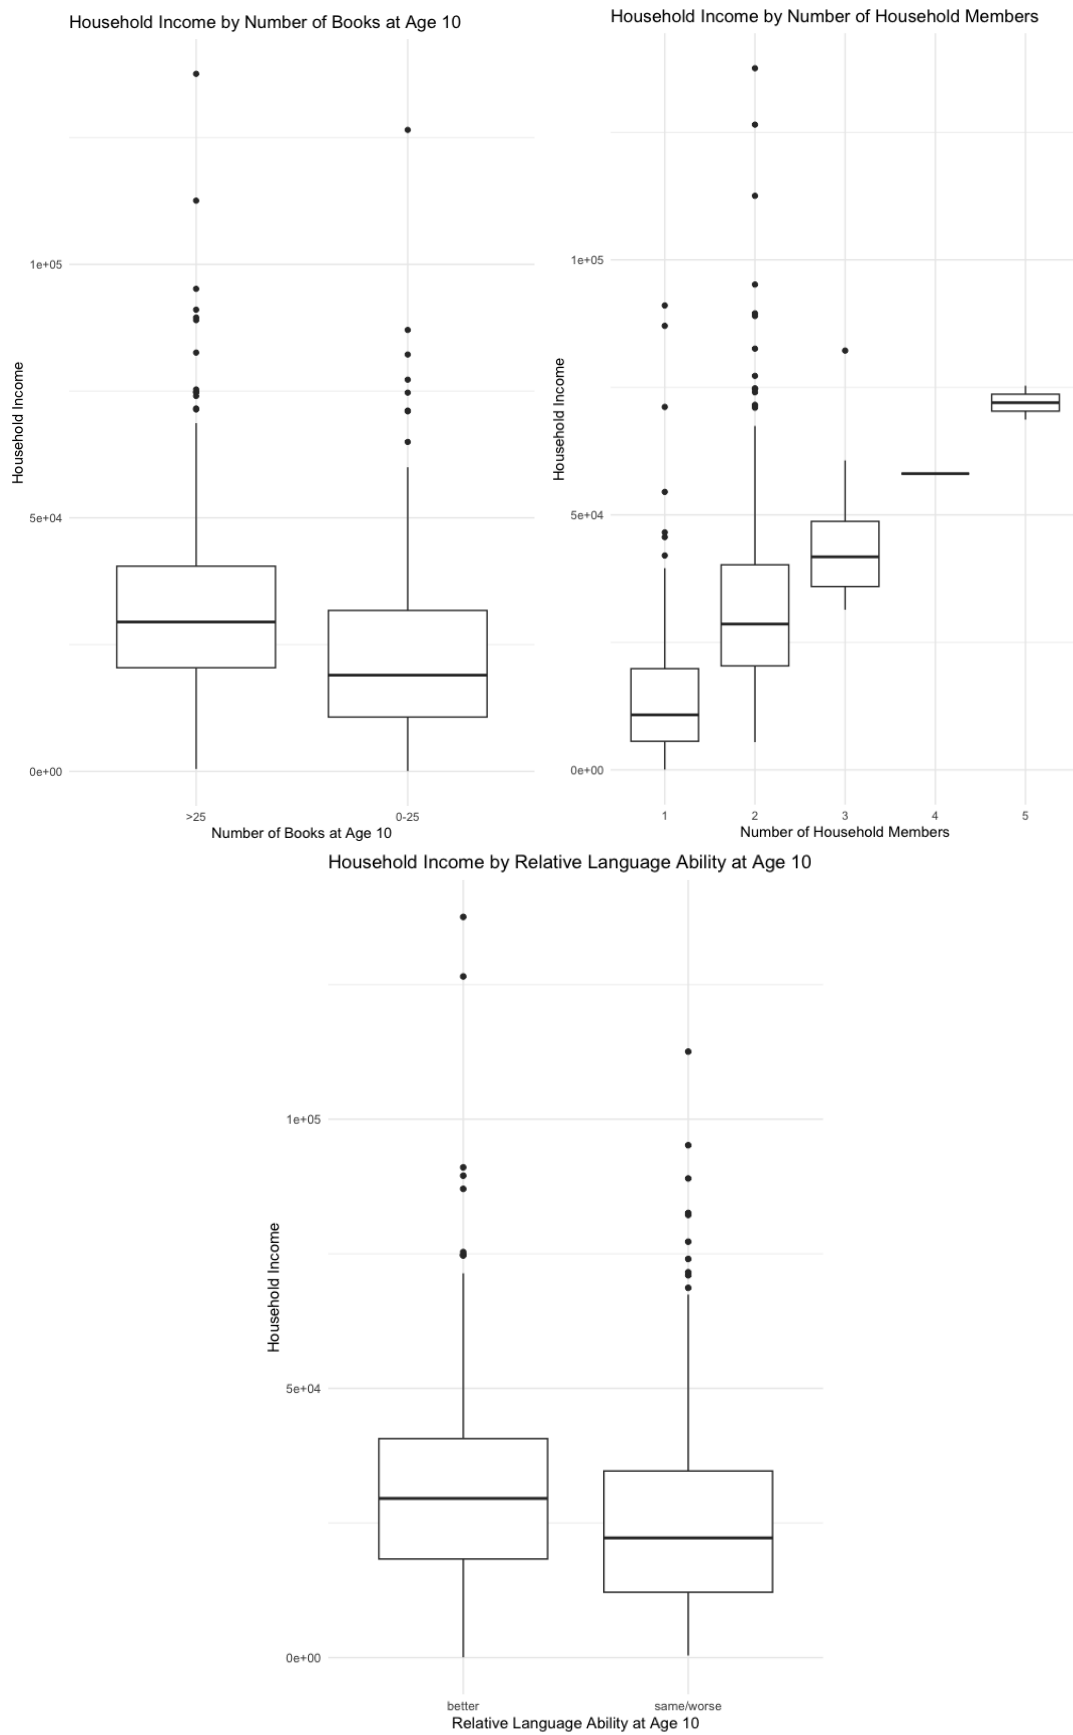 Household Income by Number of Books at Age 10
Household Income
1e+05
5e+04
0e+00
>25
0-25
Number of Books at Age 10
Household Income by Number of Household Members
Household Income
1e+05
5e+04
0e+00
1
2
3
4
5
Number of Household Members
Household Income by Relative Language Ability at Age 10
Household Income
1e+05
5e+04
0e+00
better
same/worse
Relative Language Ability at Age 10